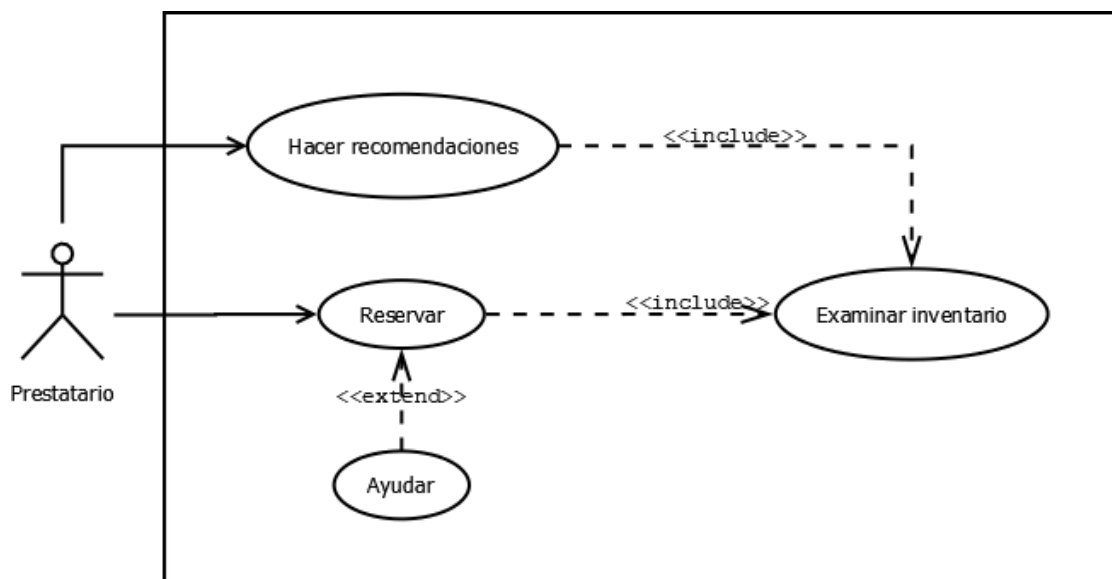 Hacer recomendaciones
<<include>>
Reservar
<<include>>
Examinar inventario
Prestatario
<<extend>>
Ayudar